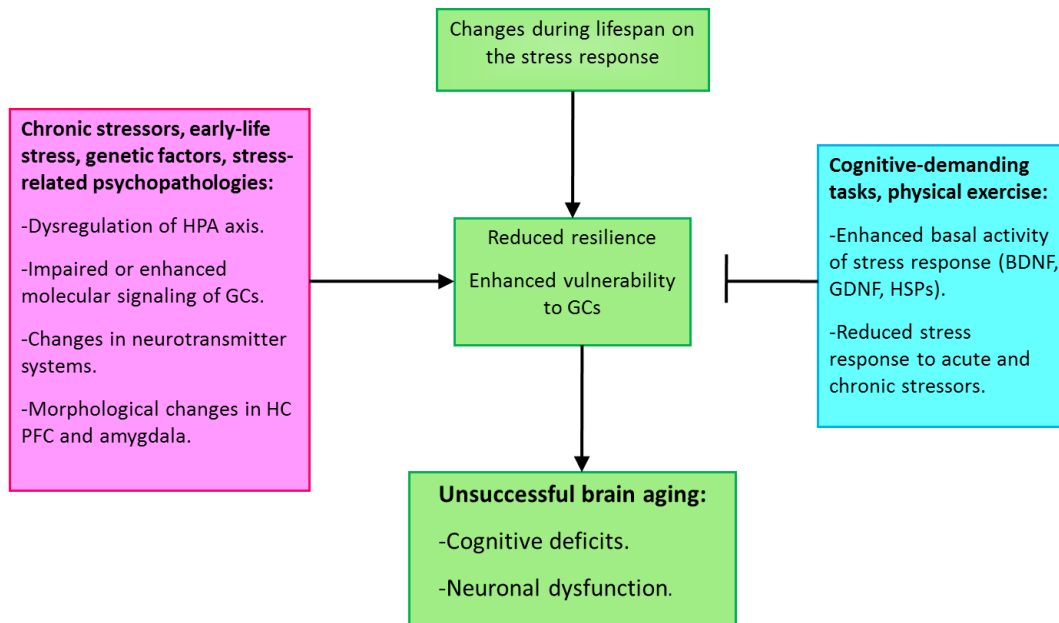 Changes during lifespan on
the stress response
Chronic stressors, early-life
stress, genetic factors, stress-
related psychopathologies:
-Dysregulation of HPA axis.
-Impaired or enhanced
molecular signaling of GCs.
-Changes in neurotransmitter
systems.
-Morphological changes in HC
PFC and amygdala.
Reduced resilience
Enhanced vulnerability
to GCs
Cognitive-demanding
tasks, physical exercise:
-Enhanced basal activity
of stress response (BDNF,
GDNF, HSPs).
-Reduced stress
response to acute and
chronic stressors.
Unsuccessful brain aging:
-Cognitive deficits.
-Neuronal dysfunction.